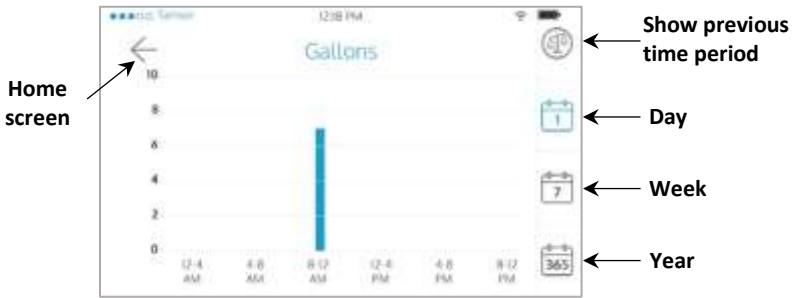 12:18 PM
Show previous
time period
Gallons
Home
screen
10
8
6
4
2
0
1
Day
7
Week
365
Year
12-4
AM
4-8
AM
8-12
AM
12-4
PM
4-8
PM
8-12
PM